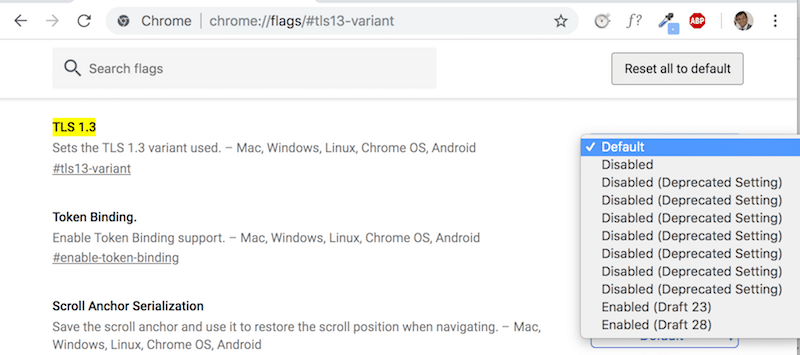 Chrome | chrome://flags/#tls13-variant
f?
ABP
Search flags
Reset all to default
TLS 1.3
Sets the TLS 1.3 variant used. – Mac, Windows, Linux, Chrome OS, Android
#tls13-variant
Default
Disabled
Disabled (Deprecated Setting)
Disabled (Deprecated Setting)
Disabled (Deprecated Setting)
Disabled (Deprecated Setting)
Disabled (Deprecated Setting)
Disabled (Deprecated Setting)
Disabled (Deprecated Setting)
Enabled (Draft 23)
Enabled (Draft 28)
Token Binding.
Enable Token Binding support. – Mac, Windows, Linux, Chrome OS, Android
#enable-token-binding
Scroll Anchor Serialization
Save the scroll anchor and use it to restore the scroll position when navigating. – Mac,
Windows, Linux, Chrome OS, Android
Default